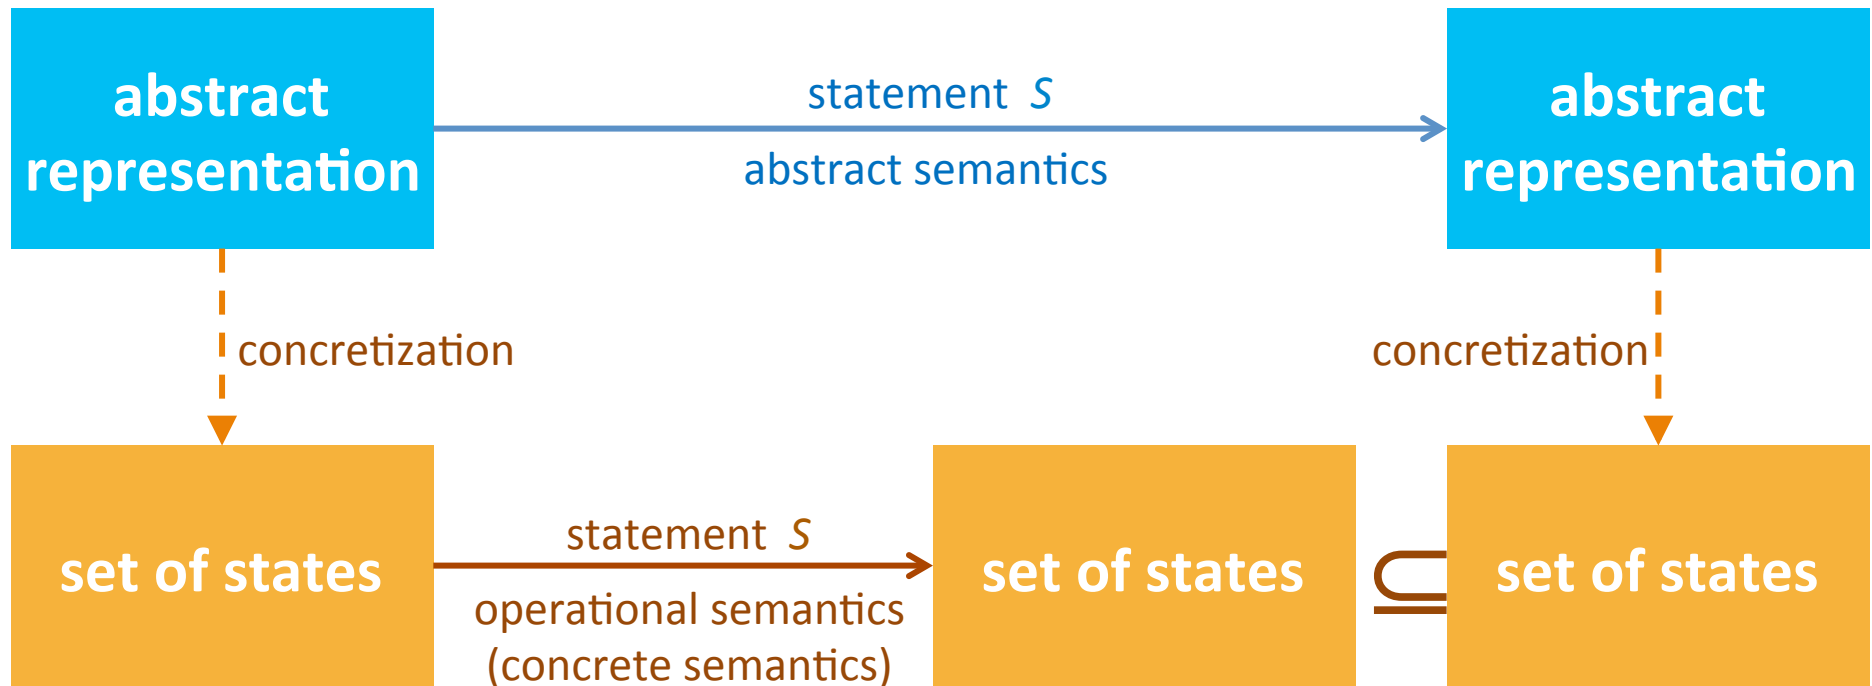 abstract
representation
statement S
abstract semantics
abstract
representation
concretization
concretization
set of states
statement S
operational semantics
(concrete semantics)
set of states
⊆
set of states